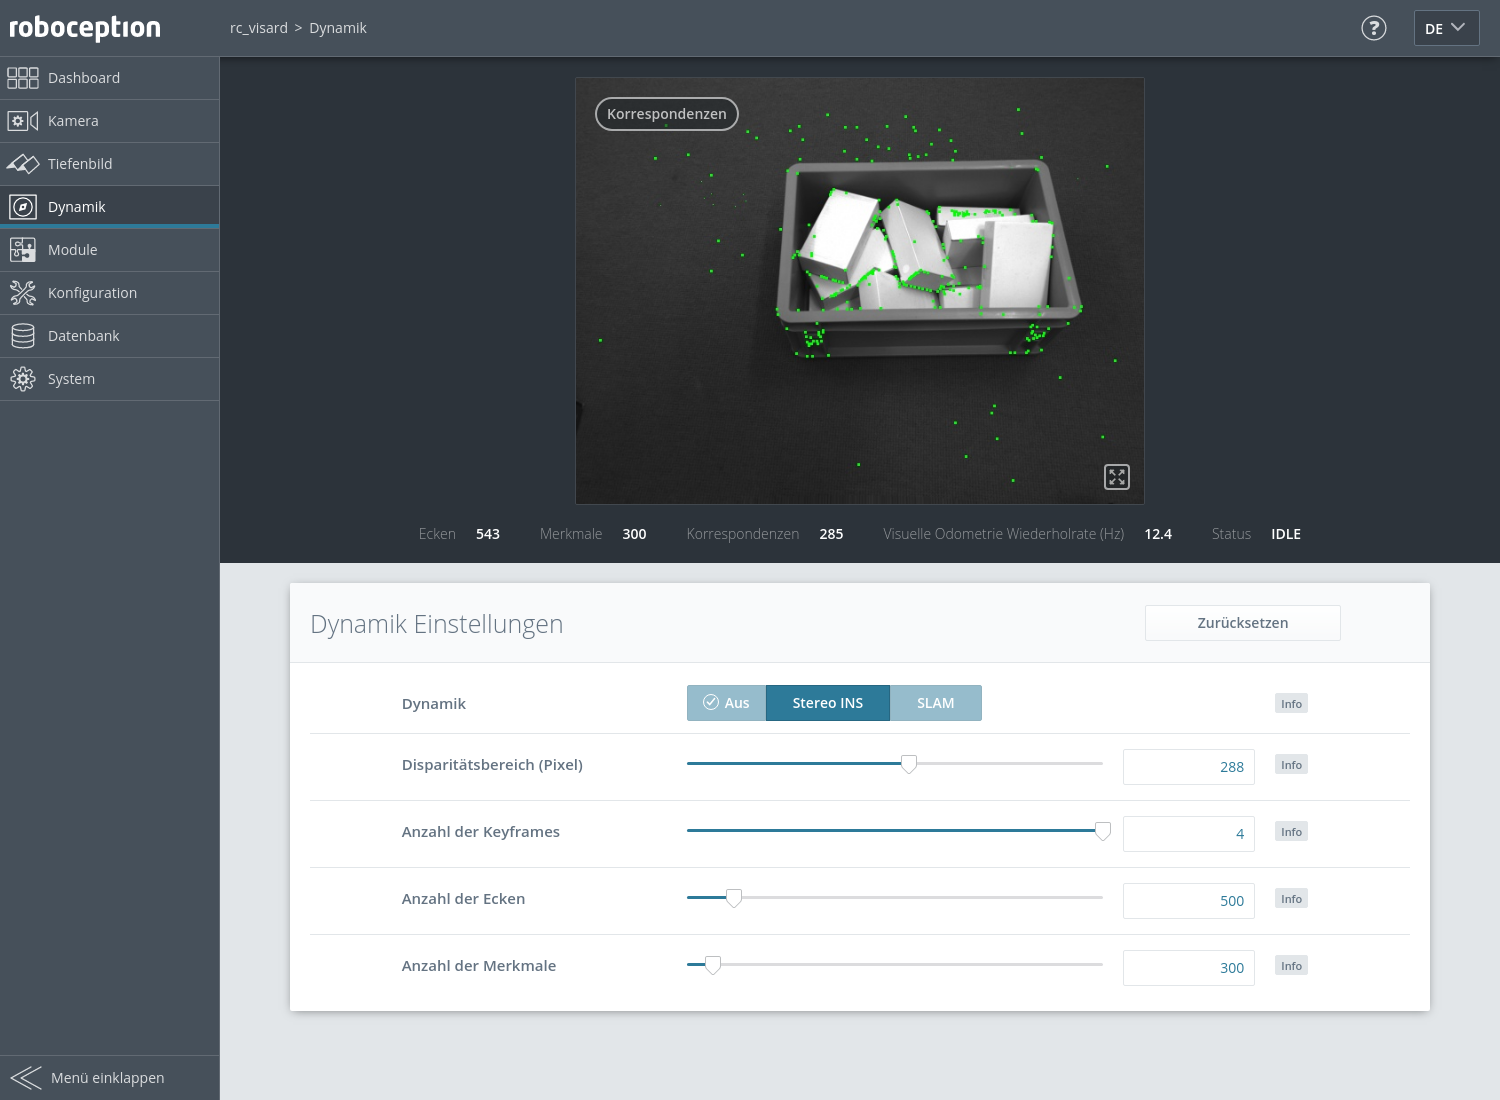 roboception
rc_visard > Dynamik
?
DE
Dashboard
Kamera
Tiefenbild
Dynamik
Module
Konfiguration
Datenbank
System
Menü einklappen
Korrespondenzen
Ecken 543 Merkmale 300 Korrespondenzen 285 Visuelle Odometrie Wiederholrate (Hz) 12.4 Status IDLE
Dynamik Einstellungen
Zurücksetzen
Dynamik Aus Stereo INS SLAM Info
Disparitätsbereich (Pixel) 288 Info
Anzahl der Keyframes 4 Info
Anzahl der Ecken 500 Info
Anzahl der Merkmale 300 Info